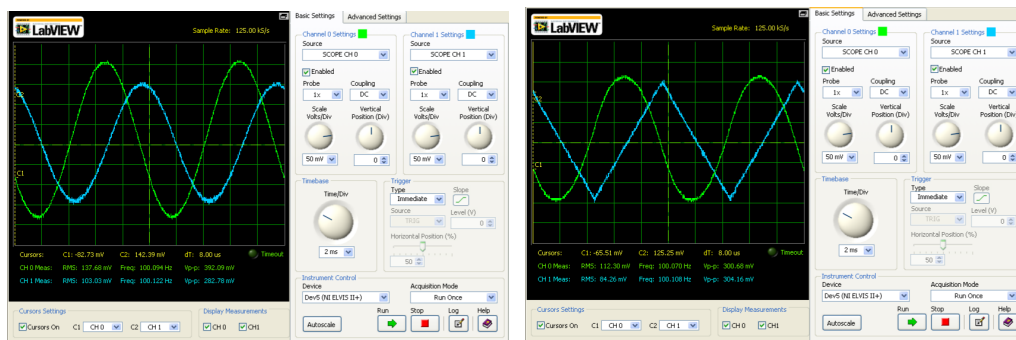 LabVIEW
Sample Rate: 125.00 kS/s
C2
C1
Cursors: C1: -82.73 mV C2: 142.39 mV dT: 8.00 us Timeout
CH 0 Meas: RMS: 137.68 mV Freq: 100.094 Hz Vp-p: 392.09 mV
CH 1 Meas: RMS: 103.03 mV Freq: 100.122 Hz Vp-p: 282.78 mV
Cursors Settings
Cursors On C1 CH 0 C2 CH 1
Display Measurements
CH 0 CH1
Basic Settings Advanced Settings
Channel 0 Settings Channel 1 Settings
Source Source
SCOPE CH 0 SCOPE CH 1
Enabled Enabled
Probe Coupling Probe Coupling
1x DC 1x DC
Scale Vertical Scale Vertical
Volts/Div Position (Div) Volts/Div Position (Div)
50 mV 0 50 mV 0
Timebase
Time/Div
2 ms
Trigger
Type Slope
Immediate
Source Level (V)
TRIG 0
Horizontal Position (%)
50
Instrument Control
Device Acquisition Mode
Dev5 (NI ELVIS II+) Run Once
Run Stop Log Help
Autoscale
LabVIEW
Sample Rate: 125.00 kS/s
C2
C1
Cursors: C1: -65.51 mV C2: 125.25 mV dT: 8.00 us Timeout
CH 0 Meas: RMS: 112.30 mV Freq: 100.070 Hz Vp-p: 300.68 mV
CH 1 Meas: RMS: 84.26 mV Freq: 100.108 Hz Vp-p: 304.16 mV
Cursors Settings
Cursors On C1 CH 0 C2 CH 1
Display Measurements
CH 0 CH1
Basic Settings Advanced Settings
Channel 0 Settings Channel 1 Settings
Source Source
SCOPE CH 0 SCOPE CH 1
Enabled Enabled
Probe Coupling Probe Coupling
1x DC 1x DC
Scale Vertical Scale Vertical
Volts/Div Position (Div) Volts/Div Position (Div)
50 mV 0 50 mV 0
Timebase
Time/Div
2 ms
Trigger
Type Slope
Immediate
Source Level (V)
TRIG 0
Horizontal Position (%)
50
Instrument Control
Device Acquisition Mode
Dev5 (NI ELVIS II+) Run Once
Run Stop Log Help
Autoscale